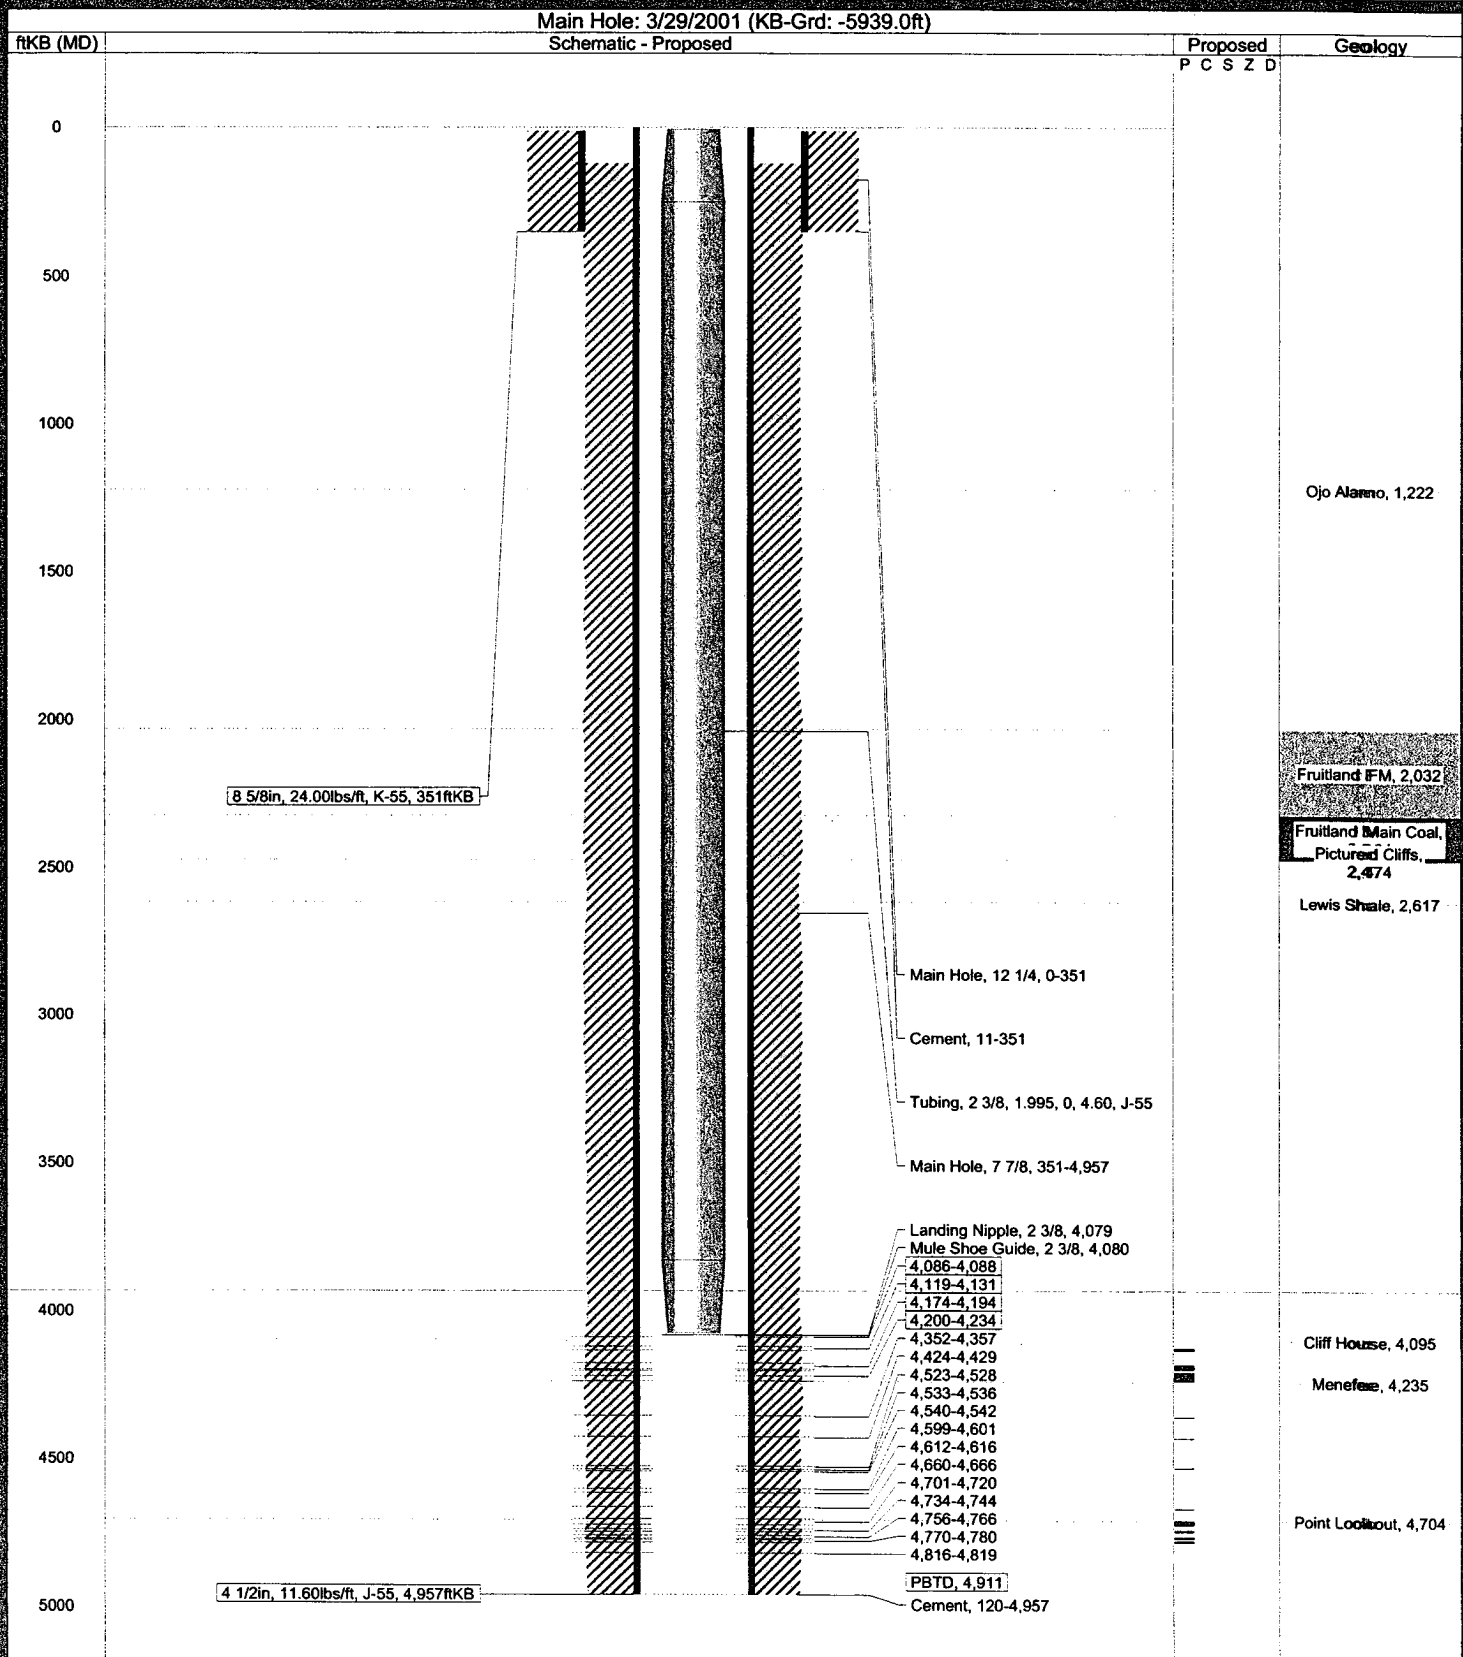 Main Hole: 3/29/2001 (KB-Grd: -5939.0ft)
ftKB (MD)
Schematic - Proposed
Proposed
Geology
P C S Z D
0
500
1000
1500
2000
2500
3000
3500
4000
4500
5000
8 5/8in, 24.00lbs/ft, K-55, 351ftKB
4 1/2in, 11.60lbs/ft, J-55, 4,957ftKB
Main Hole, 12 1/4, 0-351
Cement, 11-351
Tubing, 2 3/8, 1.995, 0, 4.60, J-55
Main Hole, 7 7/8, 351-4,957
Landing Nipple, 2 3/8, 4,079
Mule Shoe Guide, 2 3/8, 4,080
4,086-4,088
4,119-4,131
4,174-4,194
4,200-4,234
4,352-4,357
4,424-4,429
4,523-4,528
4,533-4,536
4,540-4,542
4,599-4,601
4,612-4,616
4,660-4,666
4,701-4,720
4,734-4,744
4,756-4,766
4,770-4,780
4,816-4,819
PBTD, 4,911
Cement, 120-4,957
Ojo Alamo, 1,222
Fruitland FM, 2,032
Fruitland Main Coal,
Pictured Cliffs,
2,474
Lewis Shale, 2,617
Cliff House, 4,095
Menefee, 4,235
Point Lookout, 4,704